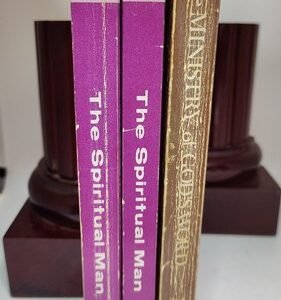 The Spiritual Man
The Spiritual Man
MINISTRY of GOD'S WORD